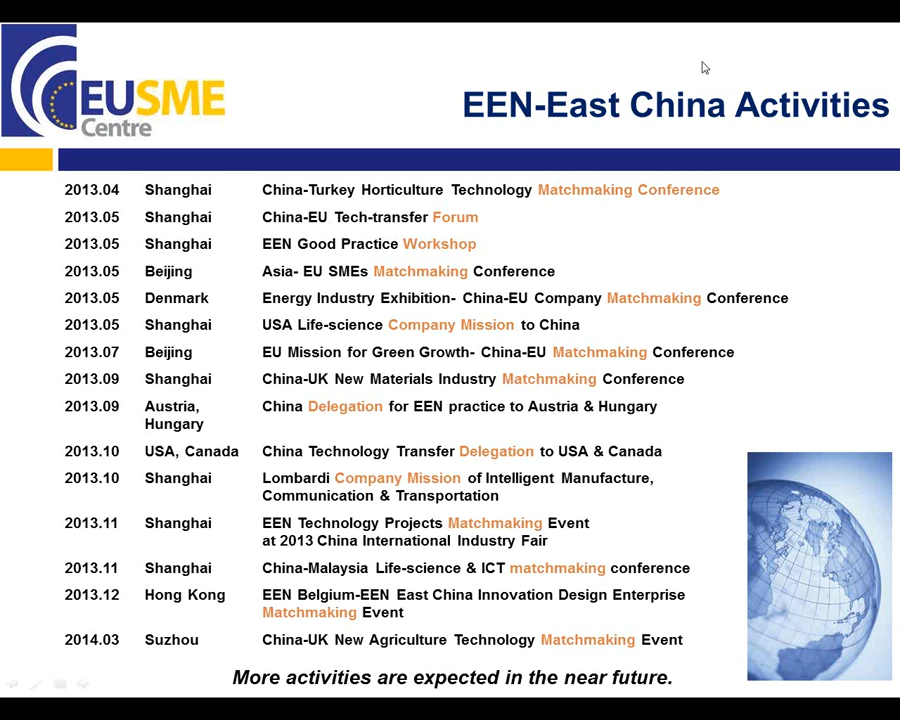 EUSME
Centre
EEN-East China Activities
2013.04 Shanghai China-Turkey Horticulture Technology Matchmaking Conference
2013.05 Shanghai China-EU Tech-transfer Forum
2013.05 Shanghai EEN Good Practice Workshop
2013.05 Beijing Asia- EU SMEs Matchmaking Conference
2013.05 Denmark Energy Industry Exhibition- China-EU Company Matchmaking Conference
2013.05 Shanghai USA Life-science Company Mission to China
2013.07 Beijing EU Mission for Green Growth- China-EU Matchmaking Conference
2013.09 Shanghai China-UK New Materials Industry Matchmaking Conference
2013.09 Austria, China Delegation for EEN practice to Austria & Hungary
Hungary
2013.10 USA, Canada China Technology Transfer Delegation to USA & Canada
2013.10 Shanghai Lombardi Company Mission of Intelligent Manufacture,
Communication & Transportation
2013.11 Shanghai EEN Technology Projects Matchmaking Event
at 2013 China International Industry Fair
2013.11 Shanghai China-Malaysia Life-science & ICT matchmaking conference
2013.12 Hong Kong EEN Belgium-EEN East China Innovation Design Enterprise
Matchmaking Event
2014.03 Suzhou China-UK New Agriculture Technology Matchmaking Event
More activities are expected in the near future.